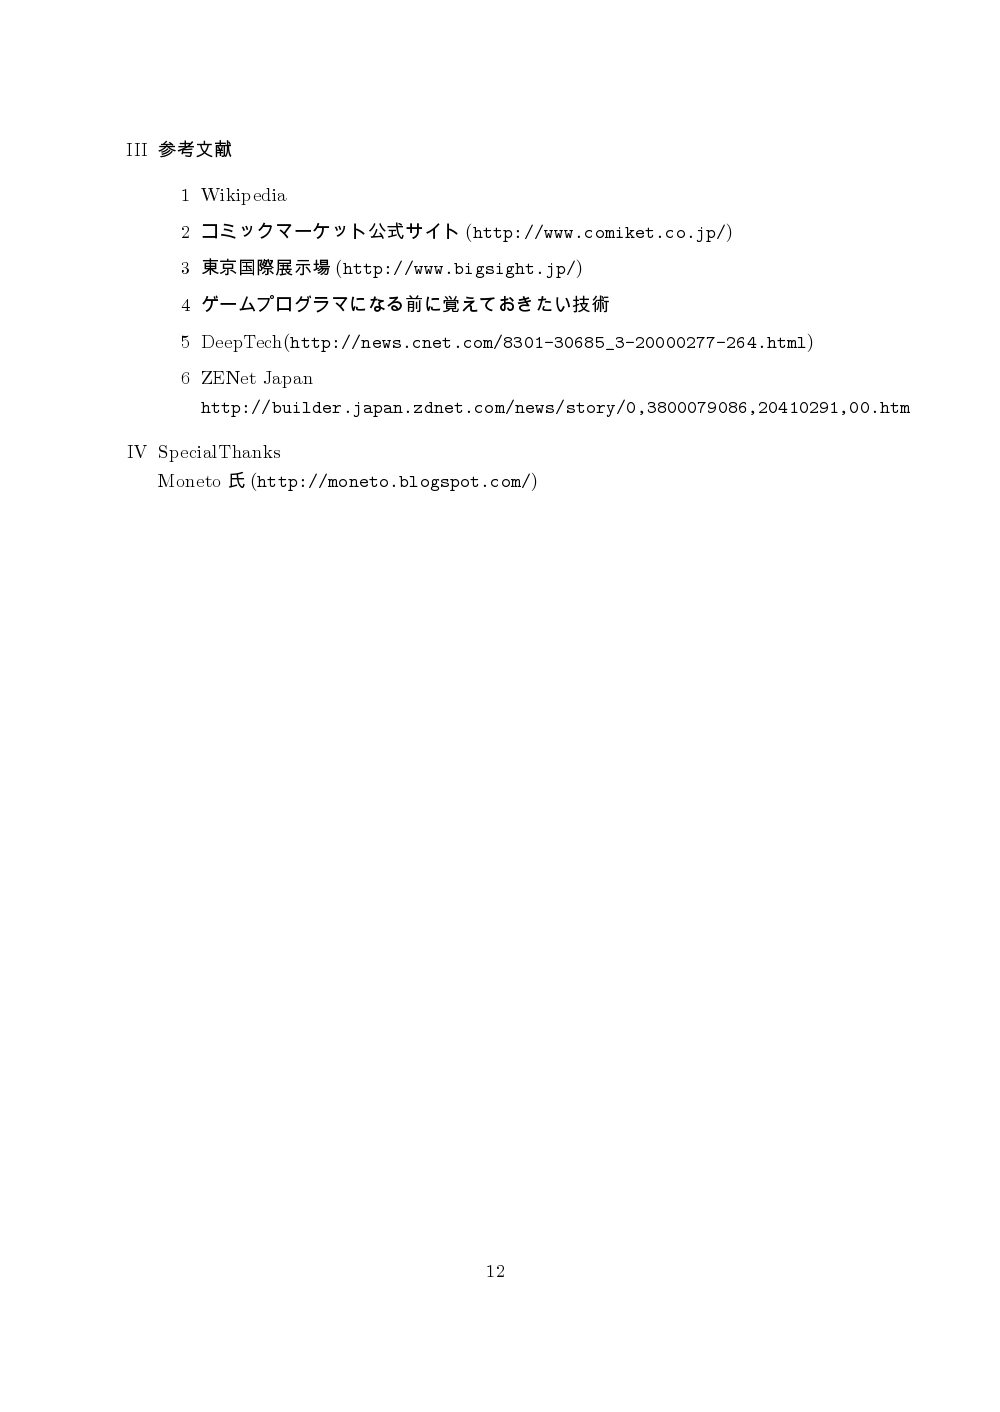 III 参考文献
1 Wikipedia
2 コミックマーケット公式サイト (http://www.comiket.co.jp/)
3 東京国際展示場 (http://www.bigsight.jp/)
4 ゲームプログラマになる前に覚えておきたい技術
5 DeepTech(http://news.cnet.com/8301-30685_3-20000277-264.html)
6 ZENet Japan
http://builder.japan.zdnet.com/news/story/0,3800079086,20410291,00.htm
IV SpecialThanks
Moneto 氏 (http://moneto.blogspot.com/)
12